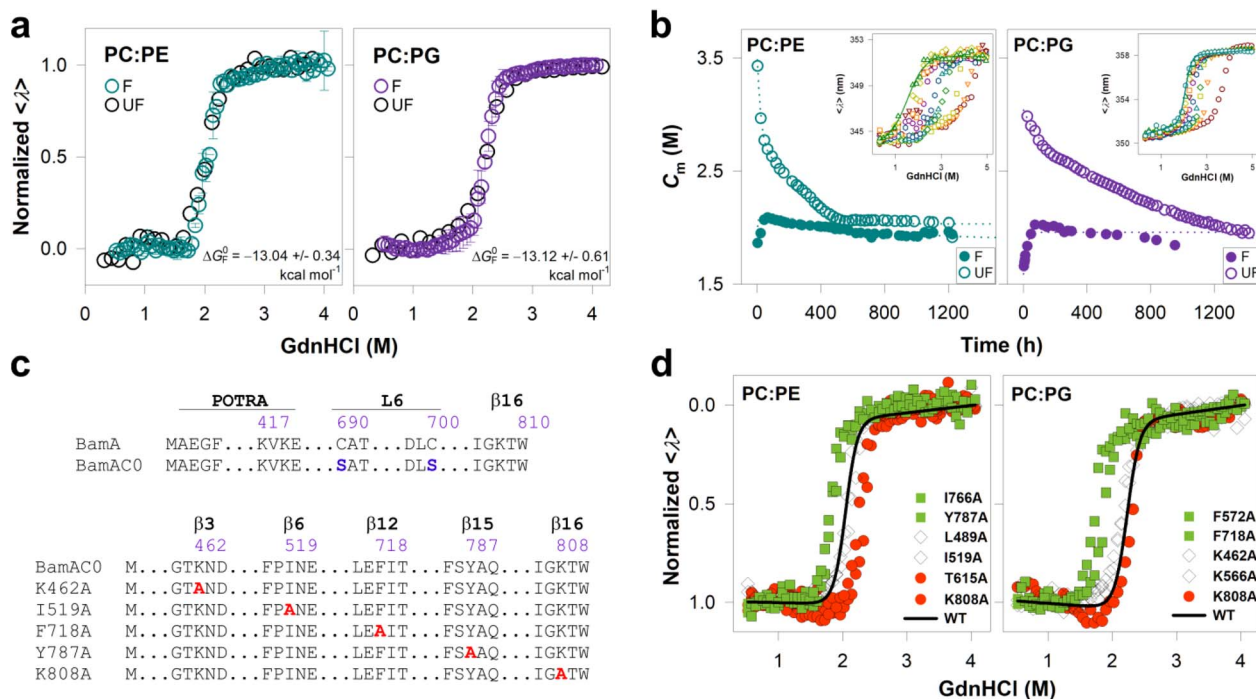 a
PC:PE
F
UF
PC:PG
F
UF
Normalized <λ>
1.0
0.5
0.0
ΔG⁰F = −13.04 +/- 0.34
kcal mol⁻¹
ΔG⁰F = −13.12 +/- 0.61
kcal mol⁻¹
0 1 2 3 4 0 1 2 3 4
GdnHCl (M)
b
PC:PE
PC:PG
Cm (M)
3.5
2.5
1.5
353
349
345
<λ> (nm)
1 3 5
GdnHCl (M)
358
354
350
<λ> (nm)
1 3 5
GdnHCl (M)
F
UF
F
UF
0 400 800 1200 0 400 800 1200
Time (h)
c
POTRA L6 β16
417 690 700 810
BamA MAEGF...KVKE...CAT...DLC...IGKTW
BamAC0 MAEGF...KVKE...SAT...DLS...IGKTW
β3 β6 β12 β15 β16
462 519 718 787 808
BamAC0 M...GTKND...FPINE...LEFIT...FSYAQ...IGKTW
K462A M...GTAND...FPINE...LEFIT...FSYAQ...IGKTW
I519A M...GTKND...FPANE...LEFIT...FSYAQ...IGKTW
F718A M...GTKND...FPINE...LEAIT...FSYAQ...IGKTW
Y787A M...GTKND...FPINE...LEFIT...FSAAQ...IGKTW
K808A M...GTKND...FPINE...LEFIT...FSYAQ...IGATW
d
PC:PE
PC:PG
Normalized <λ>
0.0
0.5
1.0
I766A
Y787A
L489A
I519A
T615A
K808A
WT
F572A
F718A
K462A
K566A
K808A
WT
1 2 3 4 1 2 3 4
GdnHCl (M)